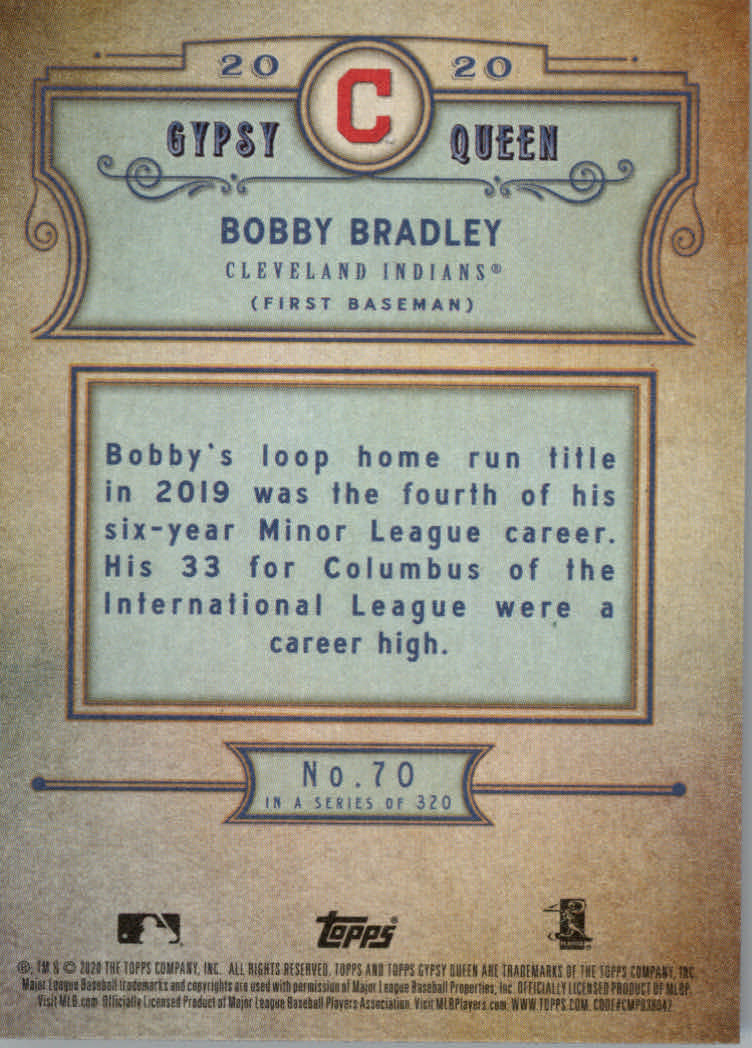 20 20
C
GYPSY QUEEN
BOBBY BRADLEY
CLEVELAND INDIANS®
(FIRST BASEMAN)
Bobby's loop home run title
in 2019 was the fourth of his
six-year Minor League career.
His 33 for Columbus of the
International League were a
career high.
No. 70
IN A SERIES OF 320
Topps®
PLAYERS
®, TM & © 2020 THE TOPPS COMPANY, INC. ALL RIGHTS RESERVED. TOPPS AND TOPPS GYPSY QUEEN ARE TRADEMARKS OF THE TOPPS COMPANY, INC.
Major League Baseball trademarks and copyrights are used with permission of Major League Baseball Properties, Inc. OFFICIALLY LICENSED PRODUCT OF MLBP.
Visit MLB.com. Officially Licensed Product of Major League Baseball Players Association. Visit MLBPlayers.com. WWW.TOPPS.COM. CODE#CMP038042